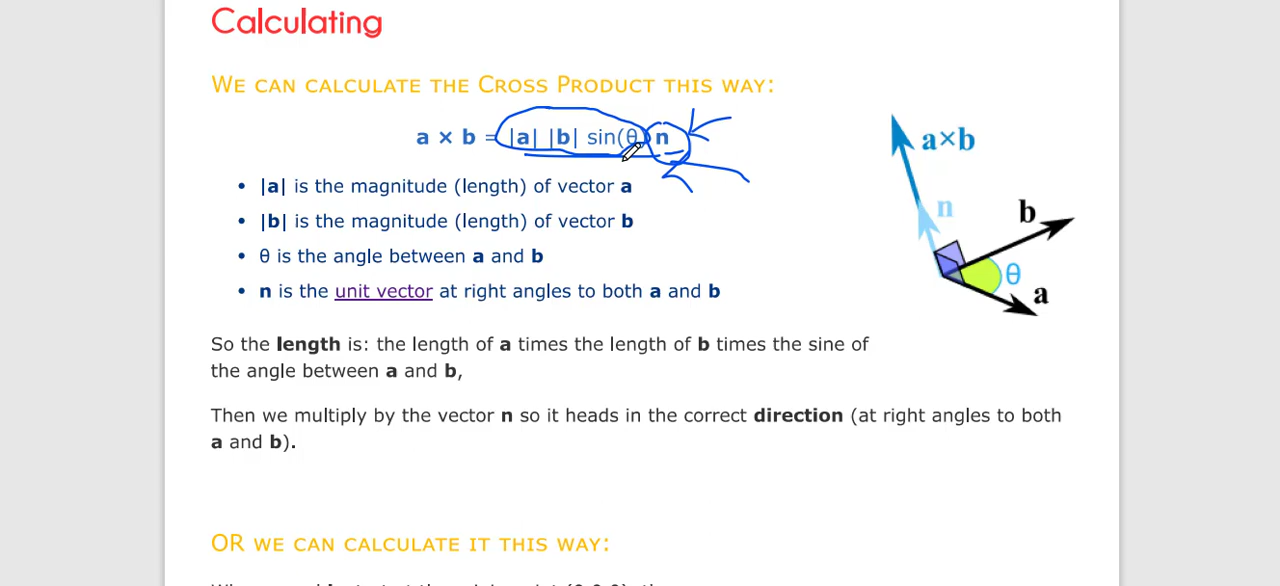 Calculating
WE CAN CALCULATE THE CROSS PRODUCT THIS WAY:
a × b = |a| |b| sin(θ) n
• |a| is the magnitude (length) of vector a
• |b| is the magnitude (length) of vector b
• θ is the angle between a and b
• n is the unit vector at right angles to both a and b
a×b
n
b
θ
a
So the length is: the length of a times the length of b times the sine of
the angle between a and b,
Then we multiply by the vector n so it heads in the correct direction (at right angles to both
a and b).
OR WE CAN CALCULATE IT THIS WAY: